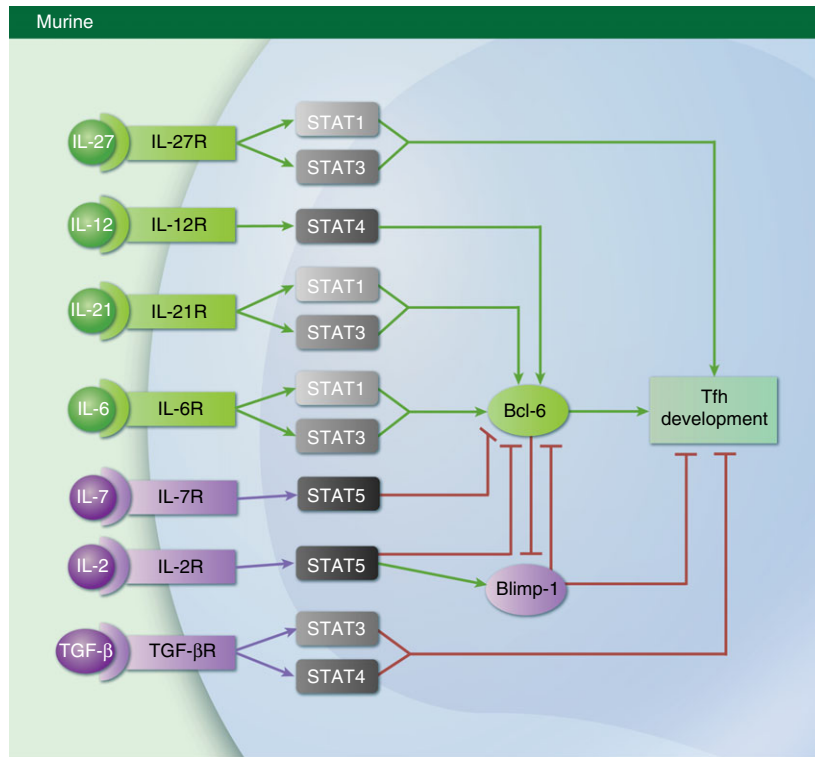 Murine
IL-27 IL-27R STAT1
STAT3
IL-12 IL-12R STAT4
IL-21 IL-21R STAT1
STAT3
IL-6 IL-6R STAT1
STAT3
Bcl-6
Tfh
development
IL-7 IL-7R STAT5
IL-2 IL-2R STAT5
Blimp-1
TGF-β TGF-βR STAT3
STAT4